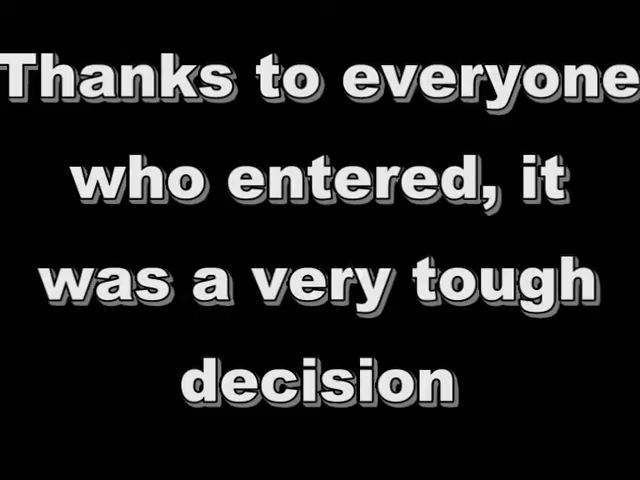 Thanks to everyone
who entered, it
was a very tough
decision